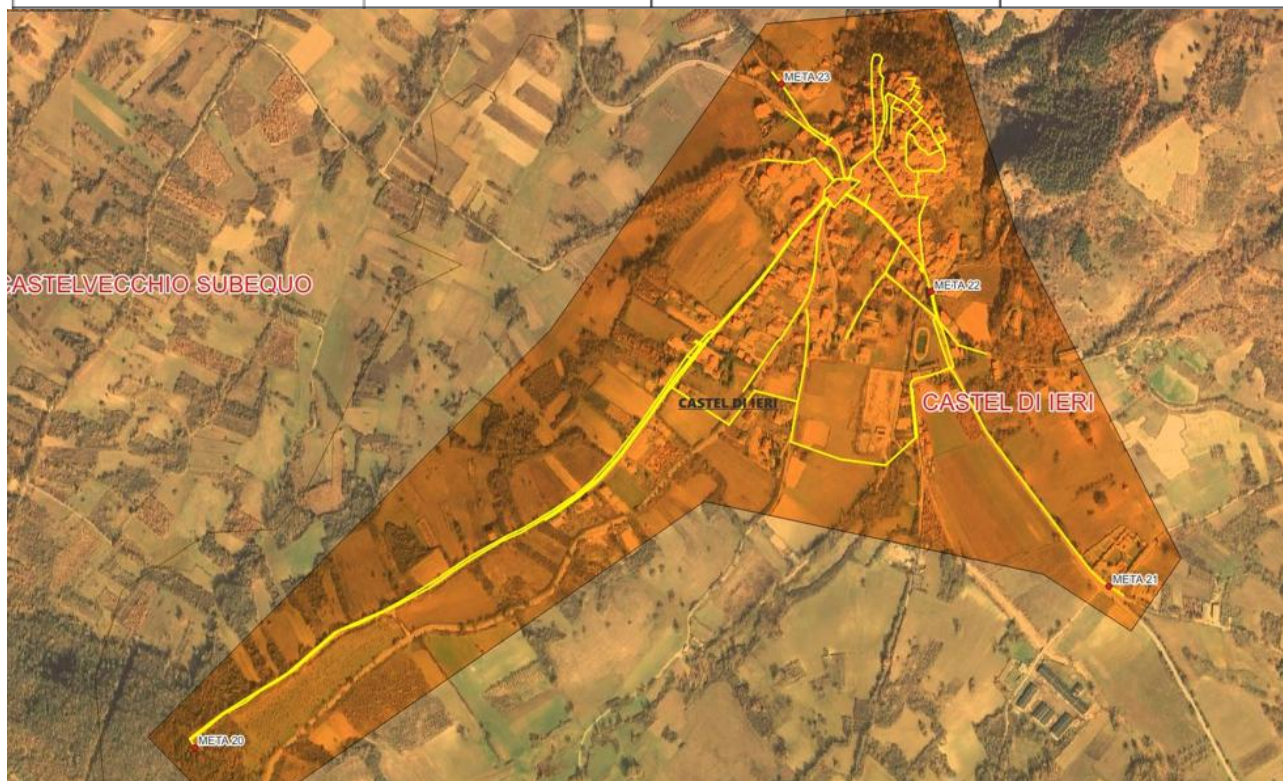 META 23
CASTELVECCHIO SUBEQUO
META 22
CASTEL DI IERI
CASTEL DI IERI
META 21
META 20